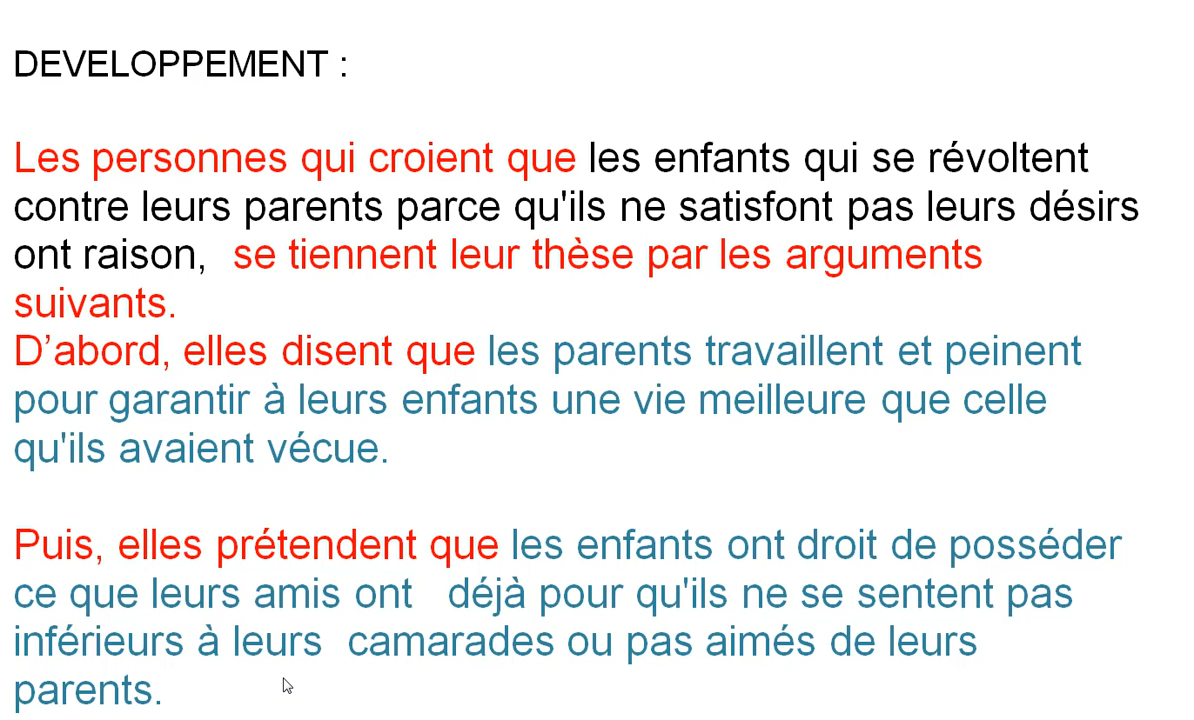 DEVELOPPEMENT :
Les personnes qui croient que les enfants qui se révoltent
contre leurs parents parce qu'ils ne satisfont pas leurs désirs
ont raison, se tiennent leur thèse par les arguments
suivants.
D’abord, elles disent que les parents travaillent et peinent
pour garantir à leurs enfants une vie meilleure que celle
qu'ils avaient vécue.
Puis, elles prétendent que les enfants ont droit de posséder
ce que leurs amis ont déjà pour qu'ils ne se sentent pas
inférieurs à leurs camarades ou pas aimés de leurs
parents.